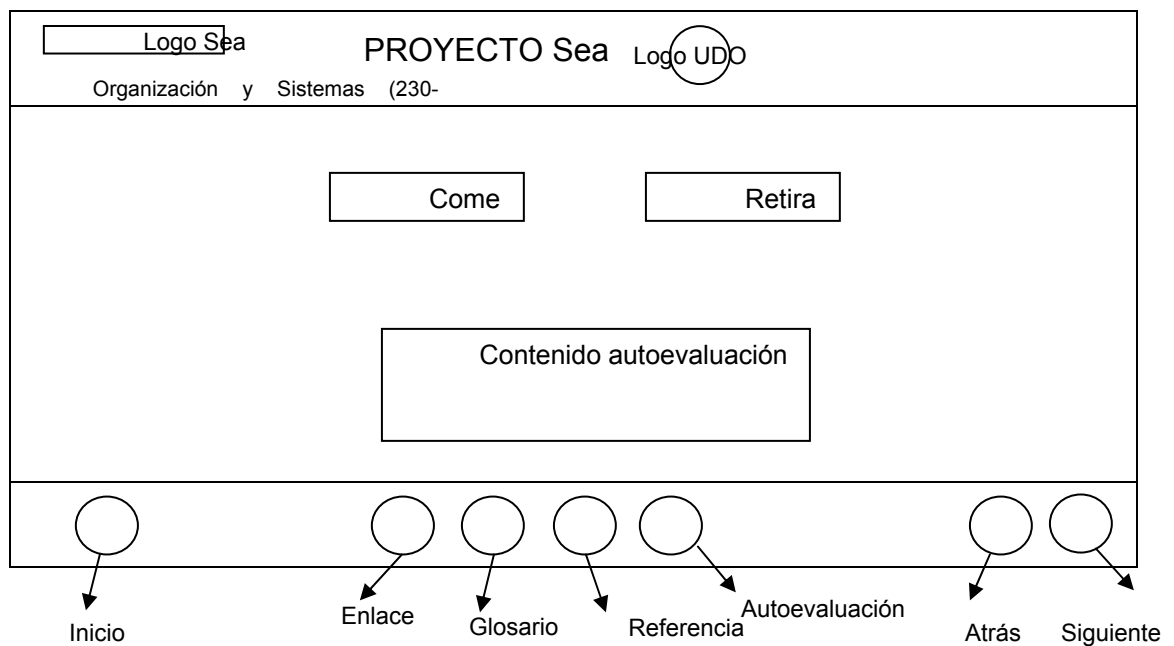 Logo Sea
PROYECTO Sea
Logo UDO
Organización y Sistemas (230-
Come
Retira
Contenido autoevaluación
Inicio
Enlace
Glosario
Referencia
Autoevaluación
Atrás
Siguiente